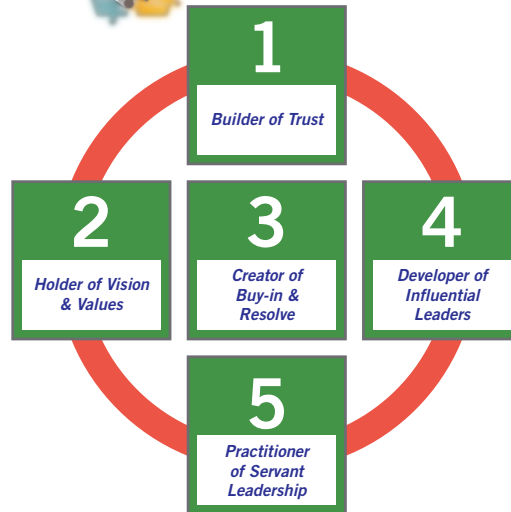 1
Builder of Trust
2
Holder of Vision
& Values
3
Creator of
Buy-in &
Resolve
4
Developer of
Influential
Leaders
5
Practitioner
of Servant
Leadership